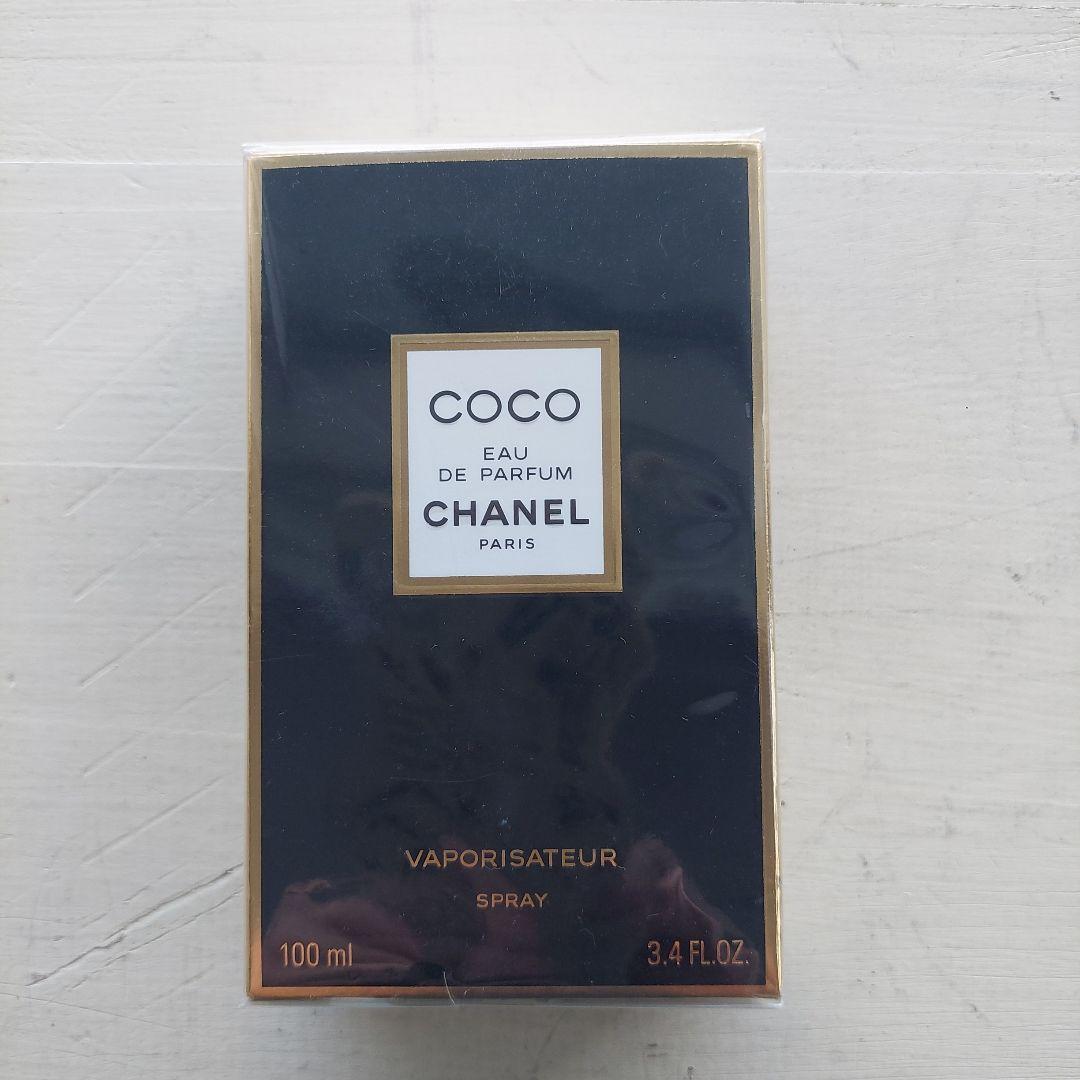 COCO
EAU
DE PARFUM
CHANEL
PARIS
VAPORISATEUR
SPRAY
100 ml 3.4 FL.OZ.